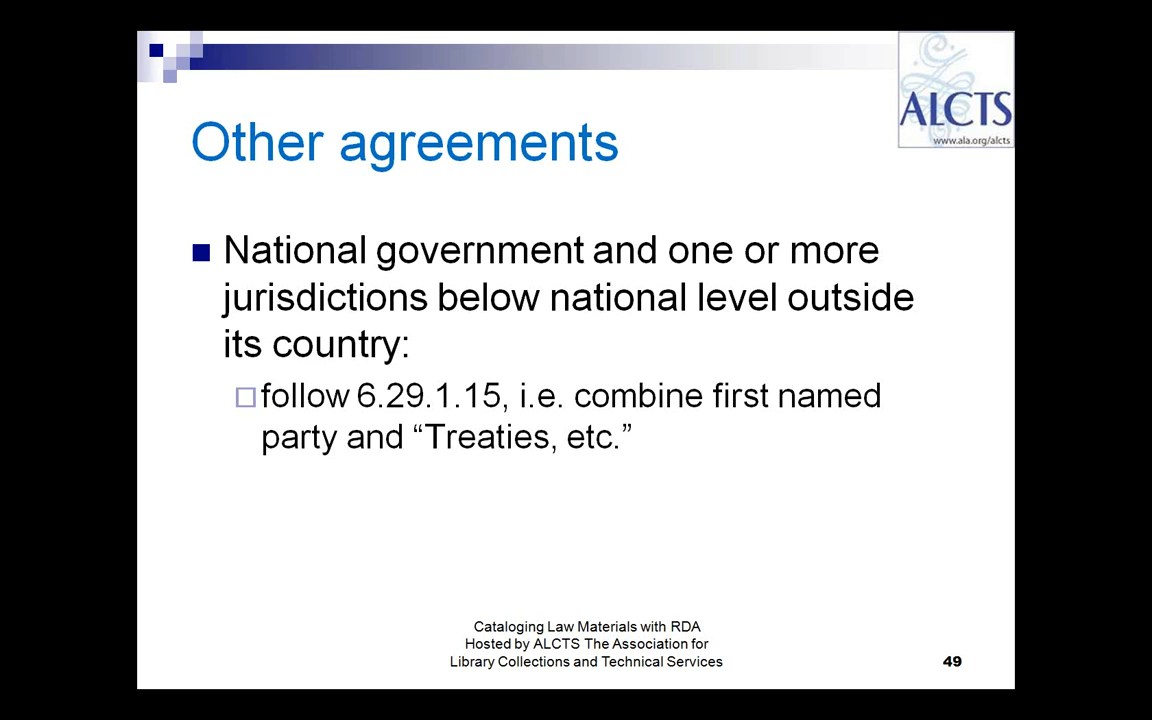 ALCTS
www.ala.org/alcts
Other agreements
National government and one or more
jurisdictions below national level outside
its country:
follow 6.29.1.15, i.e. combine first named
party and “Treaties, etc.”
Cataloging Law Materials with RDA
Hosted by ALCTS The Association for
Library Collections and Technical Services
49